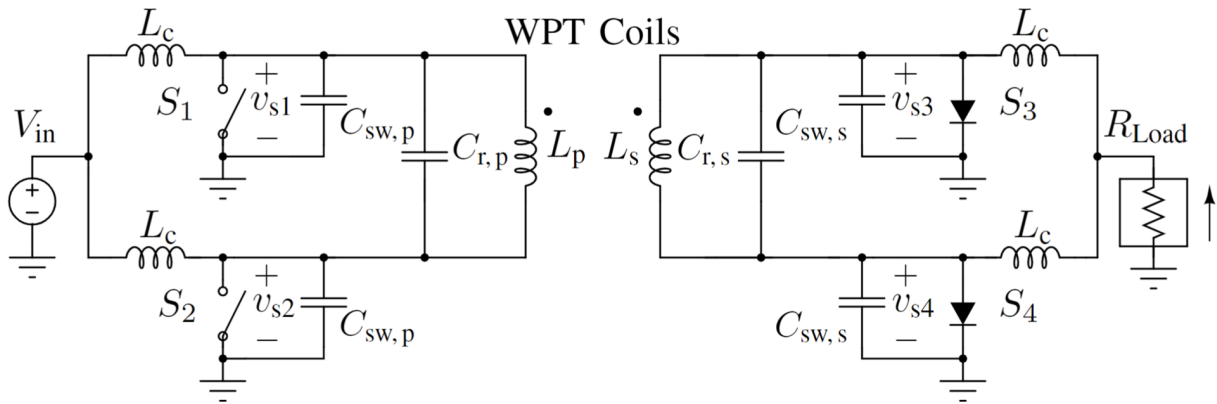 WPT Coils
L_c
L_c
S_1
+
v_s1
−
C_sw, p
C_r, p
L_p
L_s
C_r, s
C_sw, s
+
v_s3
−
S_3
R_Load
V_in
+
−
L_c
L_c
S_2
+
v_s2
−
C_sw, p
C_sw, s
+
v_s4
−
S_4